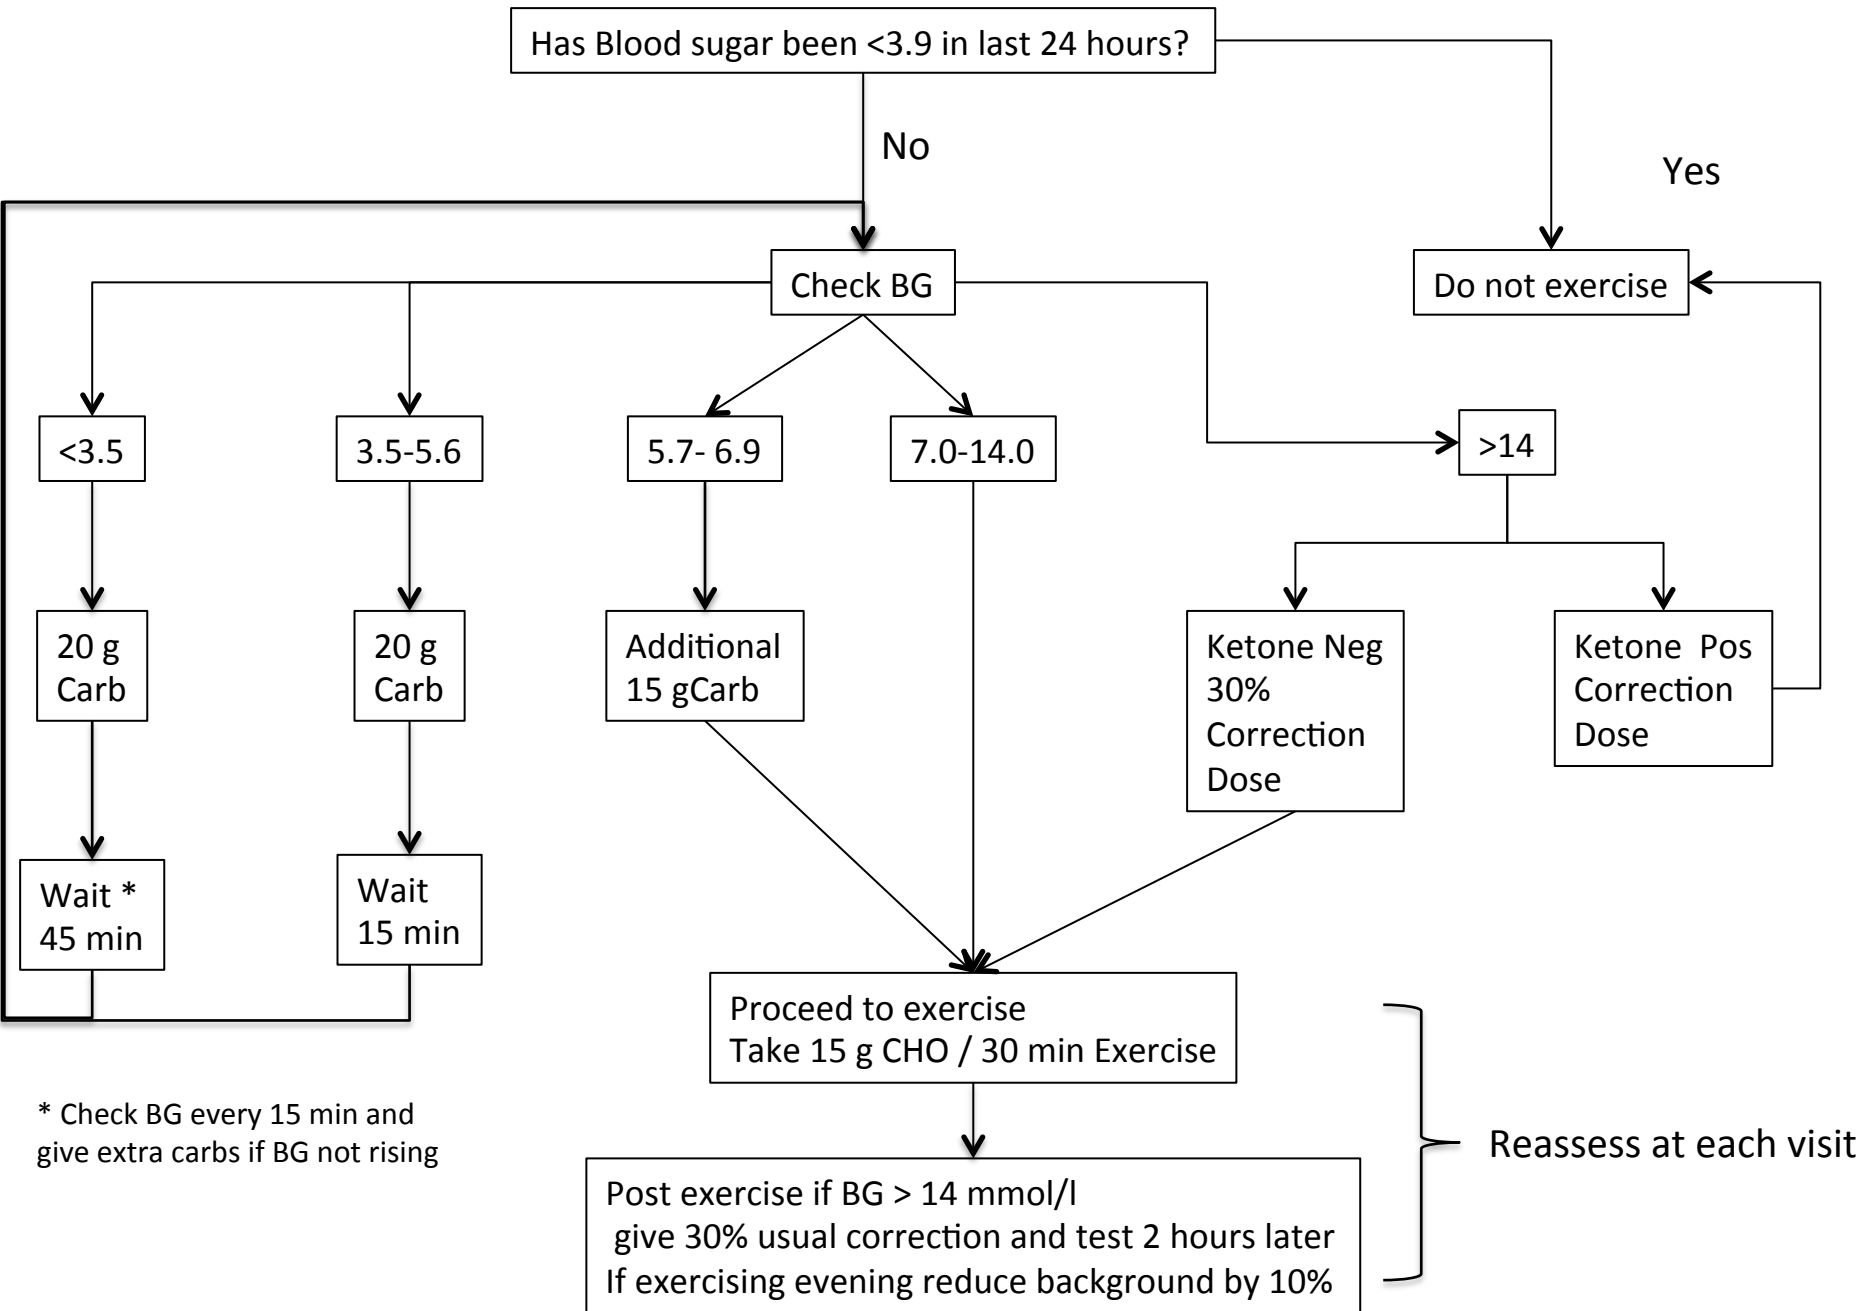 Has Blood sugar been <3.9 in last 24 hours?
No
Yes
Check BG
Do not exercise
<3.5
3.5-5.6
5.7- 6.9
7.0-14.0
>14
20 g
Carb
20 g
Carb
Additional
15 gCarb
Ketone Neg
30%
Correction
Dose
Ketone  Pos
Correction
Dose
Wait *
45 min
Wait
15 min
Proceed to exercise
Take 15 g CHO / 30 min Exercise
* Check BG every 15 min and
give extra carbs if BG not rising
Reassess at each visit
Post exercise if BG > 14 mmol/l
give 30% usual correction and test 2 hours later
If exercising evening reduce background by 10%